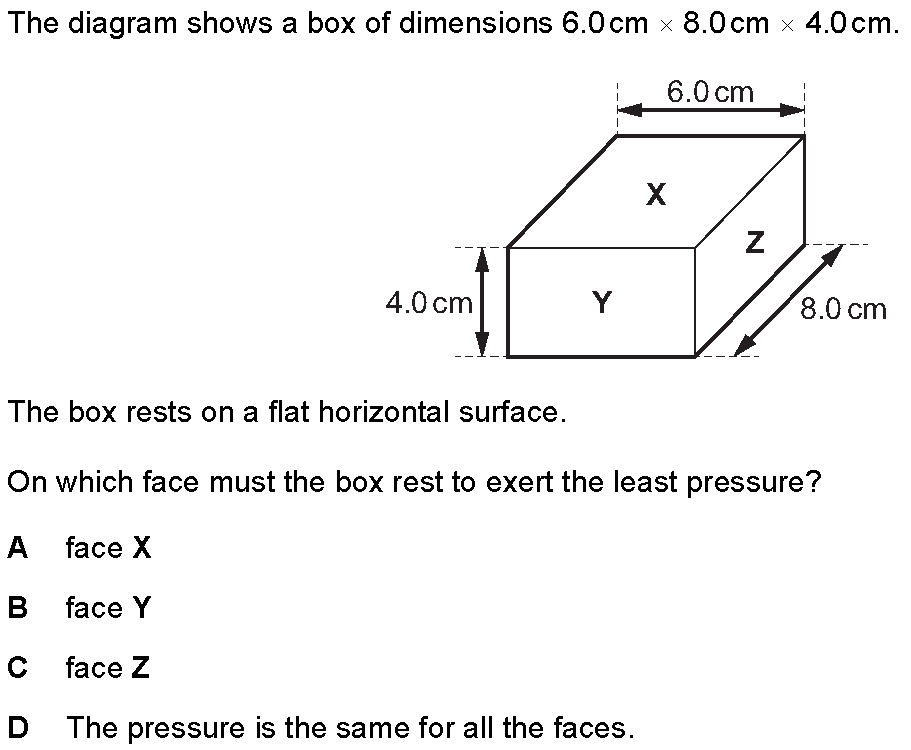 The diagram shows a box of dimensions 6.0 cm × 8.0 cm × 4.0 cm.
6.0 cm
X
Z
4.0 cm
Y
8.0 cm
The box rests on a flat horizontal surface.
On which face must the box rest to exert the least pressure?
A face X
B face Y
C face Z
D The pressure is the same for all the faces.